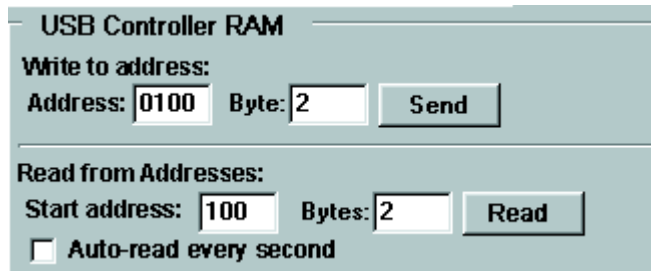 USB Controller RAM
Write to address:
Address: 0100 Byte: 2 Send
Read from Addresses:
Start address: 100 Bytes: 2 Read
Auto-read every second